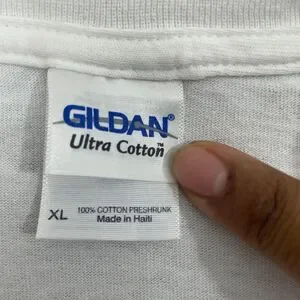 GILDAN®
Ultra Cotton™
XL
100% COTTON PRESHRUNK
Made in Haiti